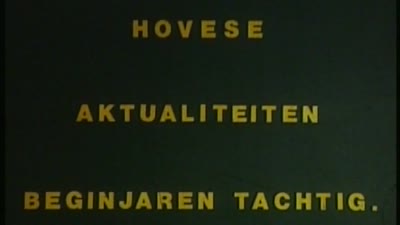 HOVESE
AKTUALITEITEN
BEGINJAREN TACHTIG.